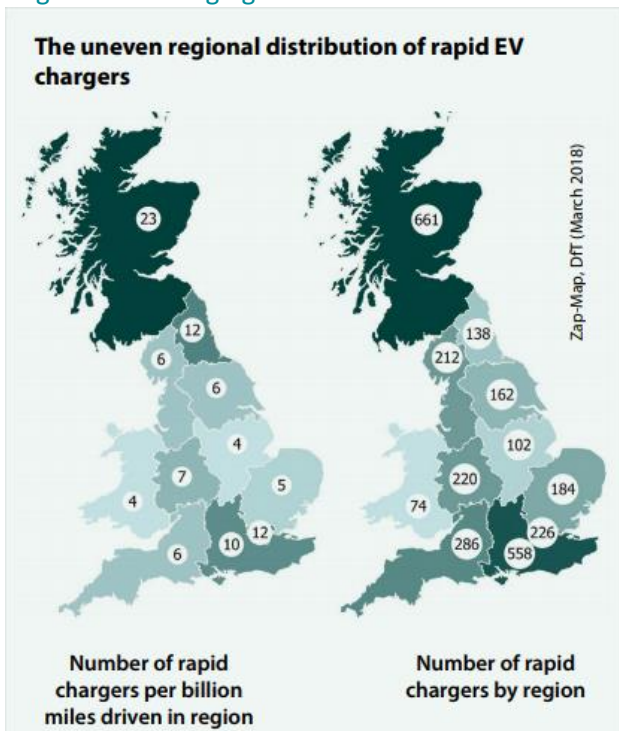 The uneven regional distribution of rapid EV
chargers
23
12
6
6
4
7
5
4
12
10
6
Number of rapid
chargers per billion
miles driven in region
661
138
212
162
102
220
184
74
226
286
558
Number of rapid
chargers by region
Zap-Map, DfT (March 2018)